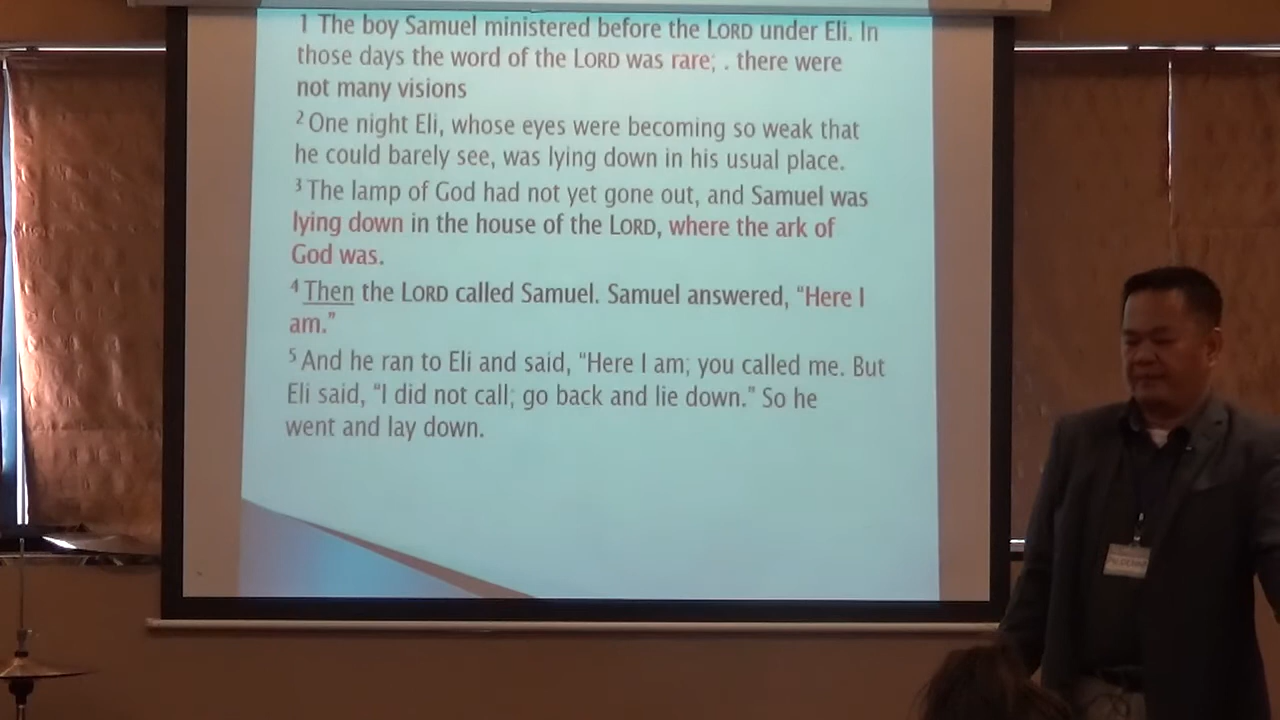 1 The boy Samuel ministered before the LORD under Eli. In
those days the word of the LORD was rare; . there were
not many visions
2 One night Eli, whose eyes were becoming so weak that
he could barely see, was lying down in his usual place.
3 The lamp of God had not yet gone out, and Samuel was
lying down in the house of the LORD, where the ark of
God was.
4 Then the LORD called Samuel. Samuel answered, “Here I
am.”
5 And he ran to Eli and said, “Here I am; you called me. But
Eli said, “I did not call; go back and lie down.” So he
went and lay down.